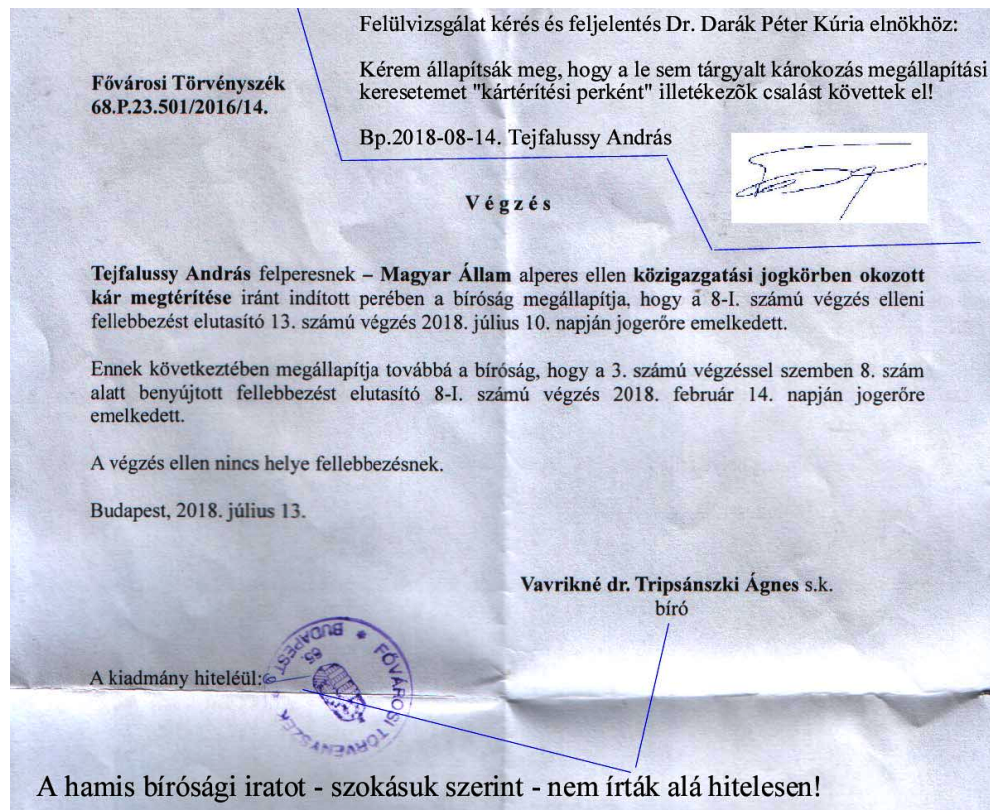 Felülvizsgálat kérés és feljelentés Dr. Darák Péter Kúria elnökhöz:
Kérem állapítsák meg, hogy a le sem tárgyalt károkozás megállapítási
keresetemet "kártérítési perként" illetékezõk csalást követtek el!
Bp.2018-08-14. Tejfalussy András
Fővárosi Törvényszék
68.P.23.501/2016/14.
V é g z é s
Tejfalussy András felperesnek – Magyar Állam alperes ellen közigazgatási jogkörben okozott
kár megtérítése iránt indított perében a bíróság megállapítja, hogy a 8-I. számú végzés elleni
fellebbezést elutasító 13. számú végzés 2018. július 10. napján jogerőre emelkedett.
Ennek következtében megállapítja továbbá a bíróság, hogy a 3. számú végzéssel szemben 8. szám
alatt benyújtott fellebbezést elutasító 8-I. számú végzés 2018. február 14. napján jogerőre
emelkedett.
A végzés ellen nincs helye fellebbezésnek.
Budapest, 2018. július 13.
Vavrikné dr. Tripsánszki Ágnes s.k.
bíró
A kiadmány hiteléül:
FŐVÁROSI TÖRVÉNYSZÉK * BUDAPEST *
65.
A hamis bírósági iratot - szokásuk szerint - nem írták alá hitelesen!